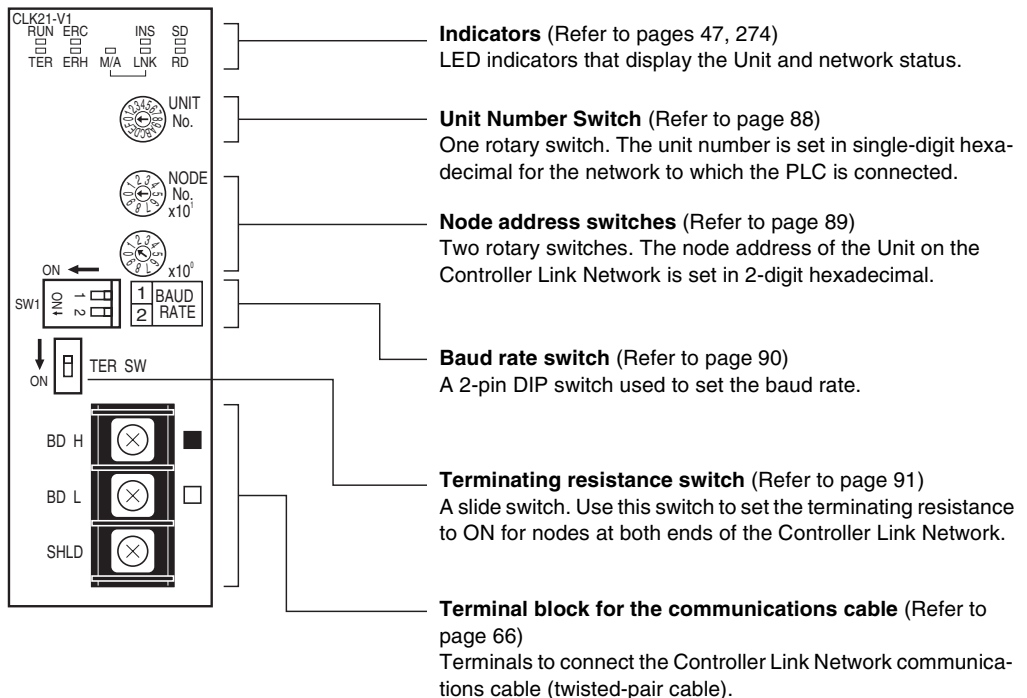 CLK21-V1
RUN ERC INS SD
TER ERH M/A LNK RD
UNIT
No.
0123456789ABCDEF
NODE
No.
x10¹
x10⁰
ON
SW1
ON
1
2
1 BAUD
2 RATE
ON
TER SW
BD H
BD L
SHLD
Indicators (Refer to pages 47, 274)
LED indicators that display the Unit and network status.
Unit Number Switch (Refer to page 88)
One rotary switch. The unit number is set in single-digit hexa-
decimal for the network to which the PLC is connected.
Node address switches (Refer to page 89)
Two rotary switches. The node address of the Unit on the
Controller Link Network is set in 2-digit hexadecimal.
Baud rate switch (Refer to page 90)
A 2-pin DIP switch used to set the baud rate.
Terminating resistance switch (Refer to page 91)
A slide switch. Use this switch to set the terminating resistance
to ON for nodes at both ends of the Controller Link Network.
Terminal block for the communications cable (Refer to
page 66)
Terminals to connect the Controller Link Network communica-
tions cable (twisted-pair cable).